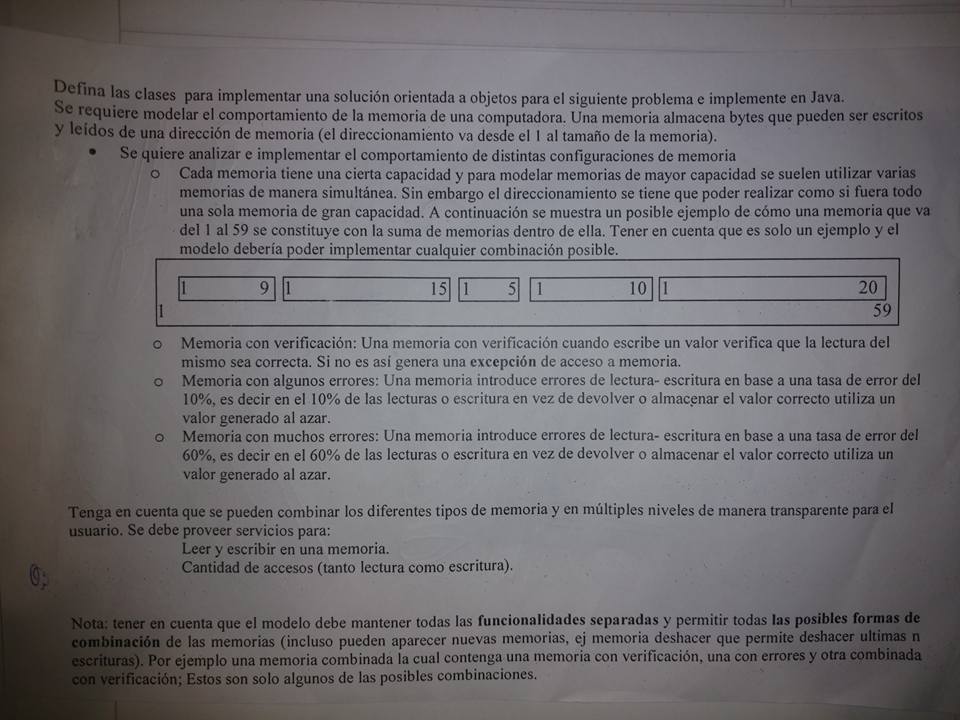 Defina las clases para implementar una solución orientada a objetos para el siguiente problema e implemente en Java.
Se requiere modelar el comportamiento de la memoria de una computadora. Una memoria almacena bytes que pueden ser escritos
y leídos de una dirección de memoria (el direccionamiento va desde el 1 al tamaño de la memoria).
• Se quiere analizar e implementar el comportamiento de distintas configuraciones de memoria
o Cada memoria tiene una cierta capacidad y para modelar memorias de mayor capacidad se suelen utilizar varias
memorias de manera simultánea. Sin embargo el direccionamiento se tiene que poder realizar como si fuera todo
una sola memoria de gran capacidad. A continuación se muestra un posible ejemplo de cómo una memoria que va
del 1 al 59 se constituye con la suma de memorias dentro de ella. Tener en cuenta que es solo un ejemplo y el
modelo debería poder implementar cualquier combinación posible.
1 9 1 15 1 5 1 10 1 20
1 59
o Memoria con verificación: Una memoria con verificación cuando escribe un valor verifica que la lectura del
mismo sea correcta. Si no es así genera una excepción de acceso a memoria.
o Memoria con algunos errores: Una memoria introduce errores de lectura- escritura en base a una tasa de error del
10%, es decir en el 10% de las lecturas o escritura en vez de devolver o almacenar el valor correcto utiliza un
valor generado al azar.
o Memoria con muchos errores: Una memoria introduce errores de lectura- escritura en base a una tasa de error del
60%, es decir en el 60% de las lecturas o escritura en vez de devolver o almacenar el valor correcto utiliza un
valor generado al azar.
Tenga en cuenta que se pueden combinar los diferentes tipos de memoria y en múltiples niveles de manera transparente para el
usuario. Se debe proveer servicios para:
Leer y escribir en una memoria.
Cantidad de accesos (tanto lectura como escritura).
Nota: tener en cuenta que el modelo debe mantener todas las funcionalidades separadas y permitir todas las posibles formas de
combinación de las memorias (incluso pueden aparecer nuevas memorias, ej memoria deshacer que permite deshacer ultimas n
escrituras). Por ejemplo una memoria combinada la cual contenga una memoria con verificación, una con errores y otra combinada
con verificación; Estos son solo algunos de las posibles combinaciones.